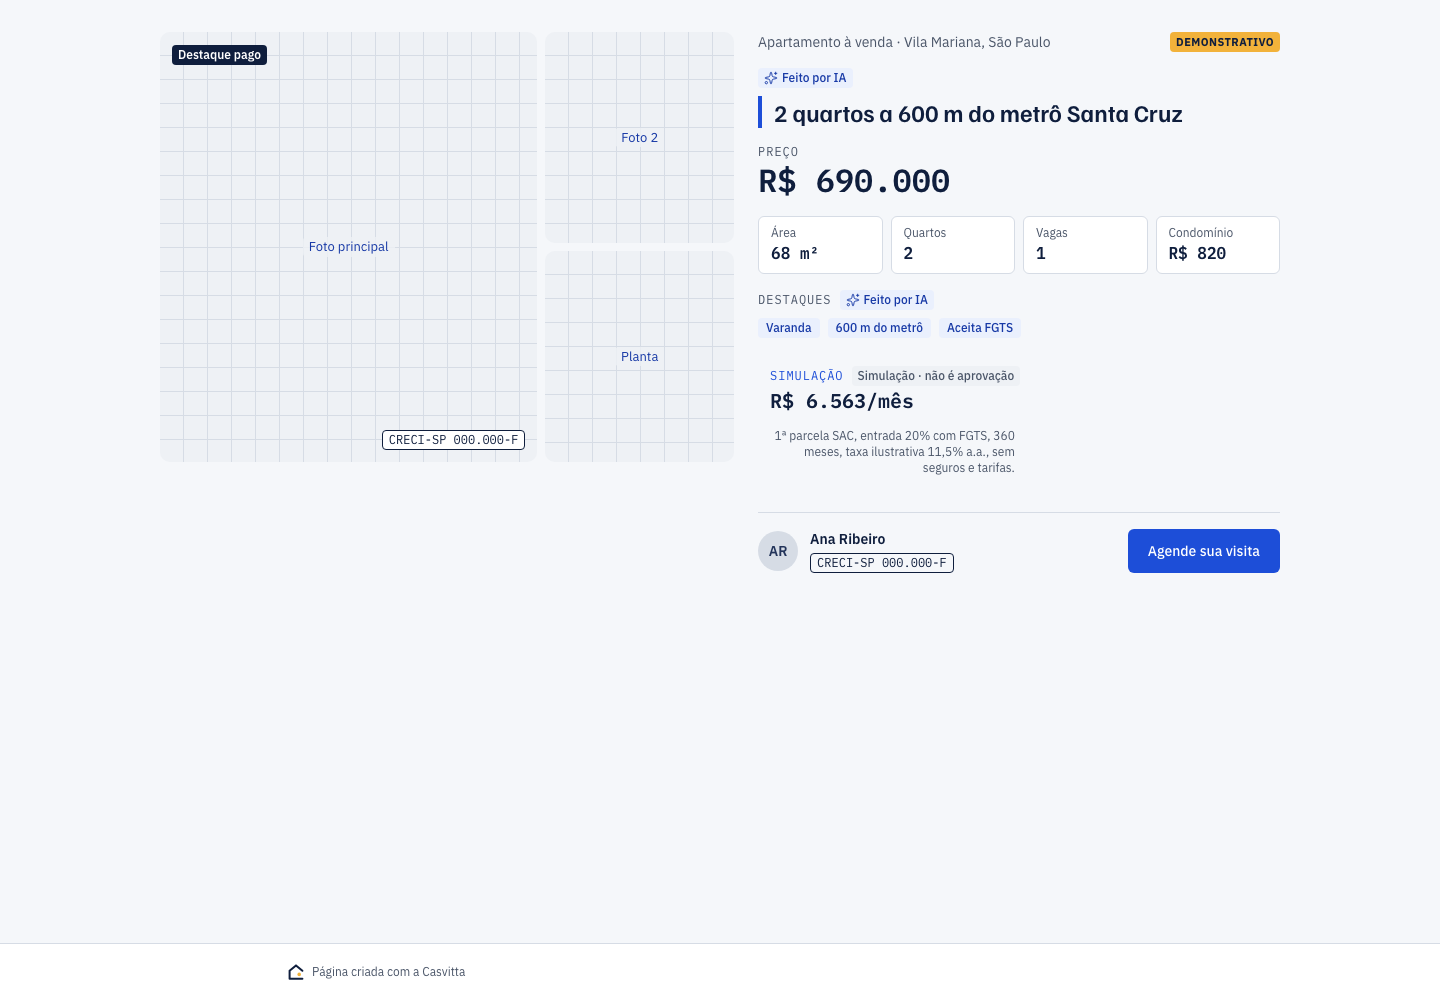 Destaque pago
Foto principal
CRECI-SP 000.000-F
Foto 2
Planta
Apartamento à venda · Vila Mariana, São Paulo
DEMONSTRATIVO
Feito por IA
2 quartos a 600 m do metrô Santa Cruz
PREÇO
R$ 690.000
Área
68 m²
Quartos
2
Vagas
1
Condomínio
R$ 820
DESTAQUES
Feito por IA
Varanda
600 m do metrô
Aceita FGTS
SIMULAÇÃO
Simulação · não é aprovação
R$ 6.563/mês
1ª parcela SAC, entrada 20% com FGTS, 360
meses, taxa ilustrativa 11,5% a.a., sem
seguros e tarifas.
AR
Ana Ribeiro
CRECI-SP 000.000-F
Agende sua visita
Página criada com a Casvitta